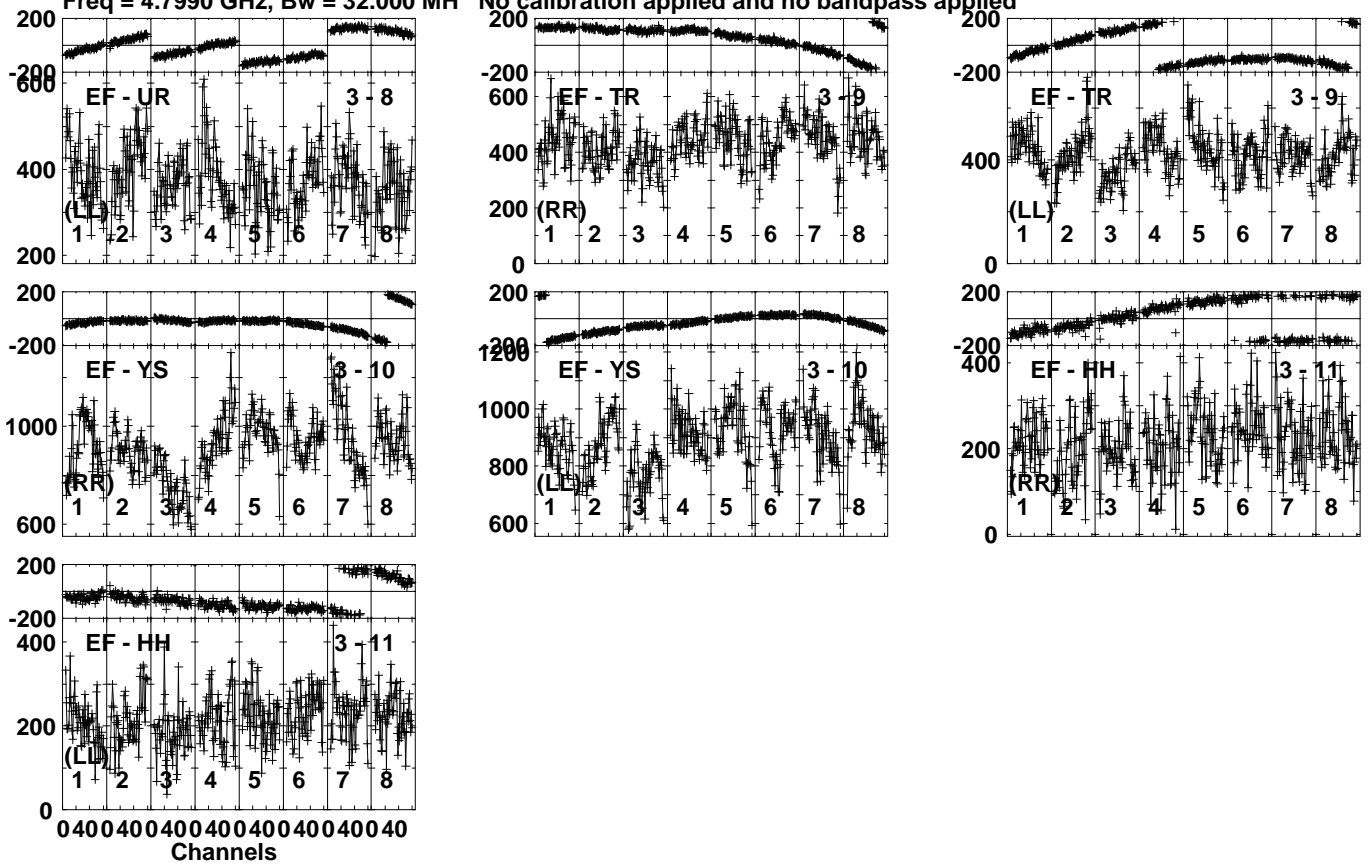 Freq = 4.7990 GHz, Bw = 32.000 MH No calibration applied and no bandpass applied
200
-200
600
400
200
EF - UR 3 - 8
(LL)
1 2 3 4 5 6 7 8
200
-200
600
400
200
0
EF - TR 3 - 9
(RR)
1 2 3 4 5 6 7 8
200
-200
400
0
EF - TR 3 - 9
(LL)
1 2 3 4 5 6 7 8
200
-200
1000
600
EF - YS 3 - 10
(RR)
1 2 3 4 5 6 7 8
200
-200
1200
1000
800
600
EF - YS 3 - 10
(LL)
1 2 3 4 5 6 7 8
200
-200
400
200
0
EF - HH 3 - 11
(RR)
1 2 3 4 5 6 7 8
200
-200
400
200
0
EF - HH 3 - 11
(LL)
1 2 3 4 5 6 7 8
0 40 0 40 0 40 0 40 0 40 0 40 0 40 0 40
Channels